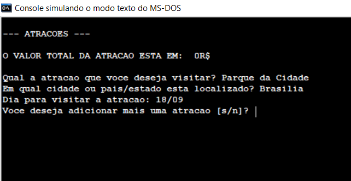 Console simulando o modo texto do MS-DOS
--- ATRACOES ---
O VALOR TOTAL DA ATRACAO ESTA EM:  0R$
Qual a atracao que voce deseja visitar? Parque da Cidade
Em qual cidade ou pais/estado esta localizado? Brasilia
Dia para visitar a atracao: 18/09
Voce deseja adicionar mais uma atracao [s/n]?